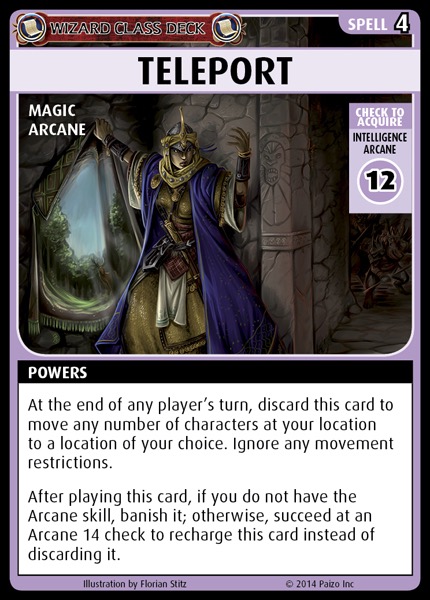 WIZARD CLASS DECK
SPELL 4
TELEPORT
MAGIC
ARCANE
CHECK TO
ACQUIRE
INTELLIGENCE
ARCANE
12
POWERS
At the end of any player's turn, discard this card to
move any number of characters at your location
to a location of your choice. Ignore any movement
restrictions.
After playing this card, if you do not have the
Arcane skill, banish it; otherwise, succeed at an
Arcane 14 check to recharge this card instead of
discarding it.
Illustration by Florian Stitz
© 2014 Paizo Inc